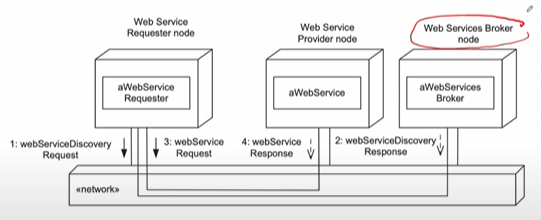 Web Service
Requester node
Web Service
Provider node
Web Services Broker
node
aWebService
Requester
aWebService
aWebServices
Broker
1: webServiceDiscovery
Request
3: webService
Request
4: webService
Response
2: webServiceDiscovery
Response
«network»